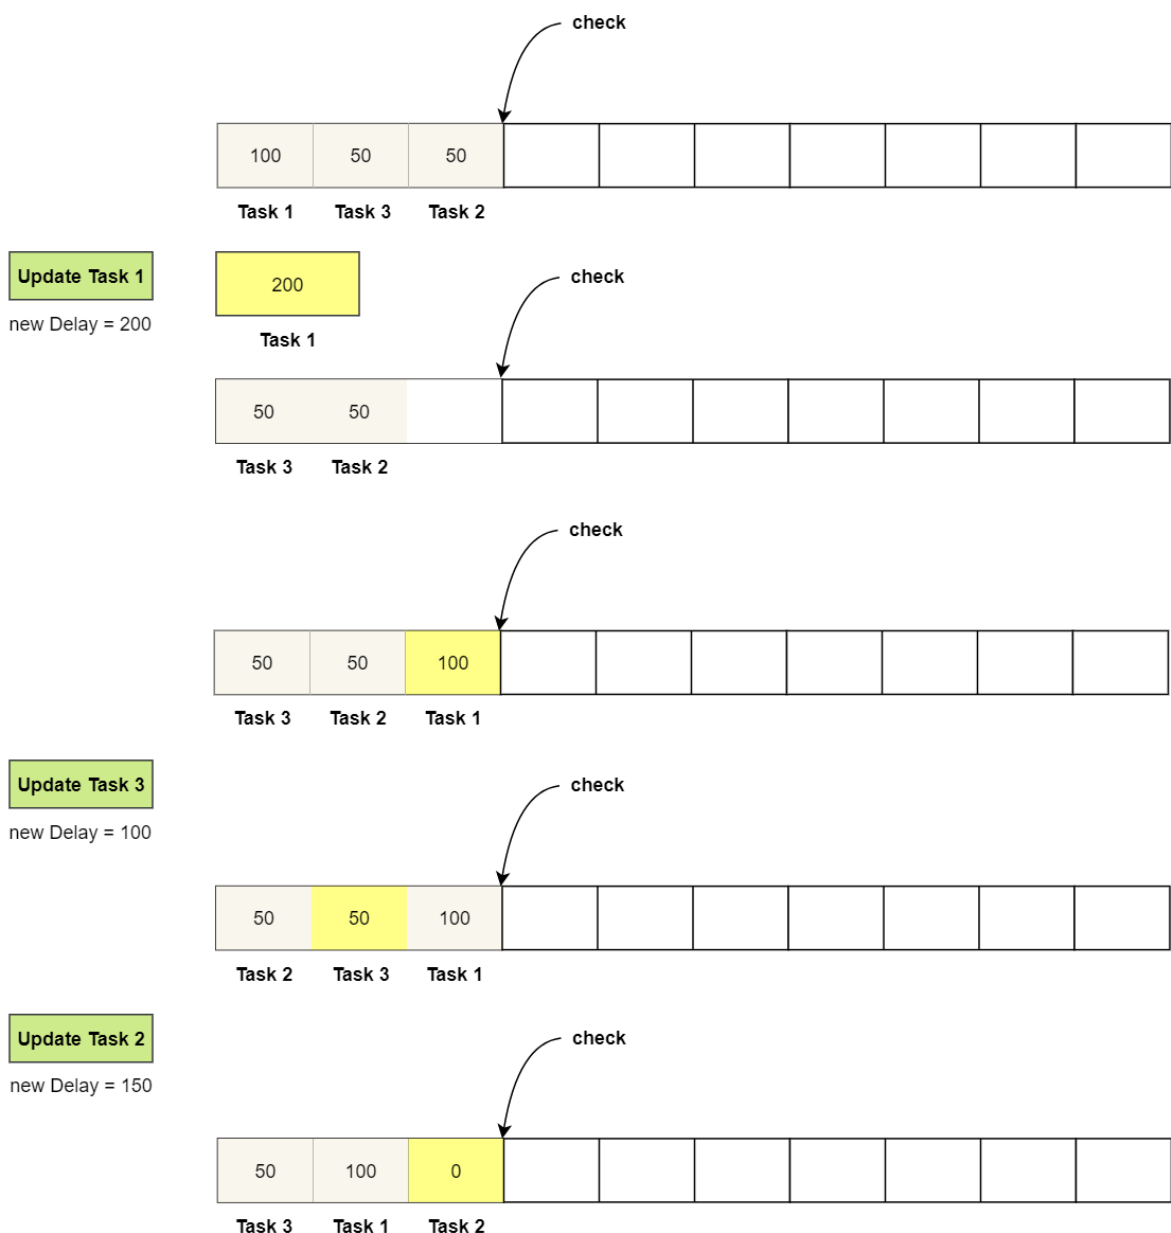 check
100 50 50
Task 1 Task 3 Task 2
Update Task 1
new Delay = 200
200
Task 1
check
50 50
Task 3 Task 2
check
50 50 100
Task 3 Task 2 Task 1
Update Task 3
new Delay = 100
check
50 50 100
Task 2 Task 3 Task 1
Update Task 2
new Delay = 150
check
50 100 0
Task 3 Task 1 Task 2